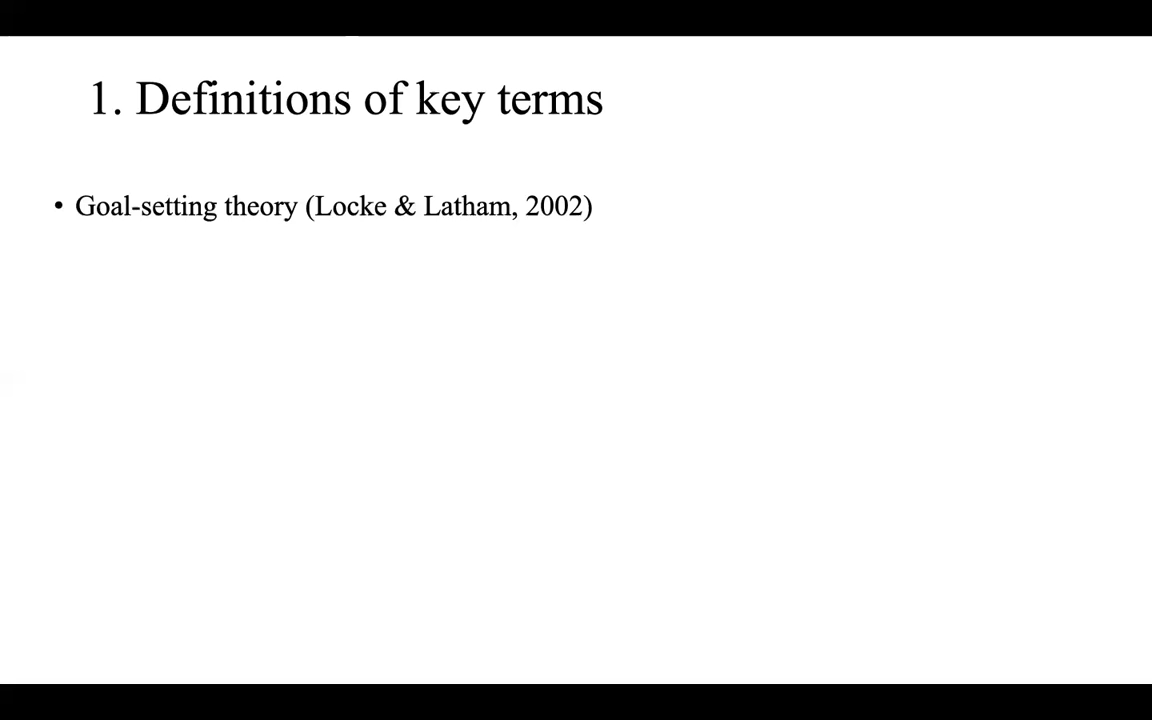 1. Definitions of key terms
• Goal-setting theory (Locke & Latham, 2002)